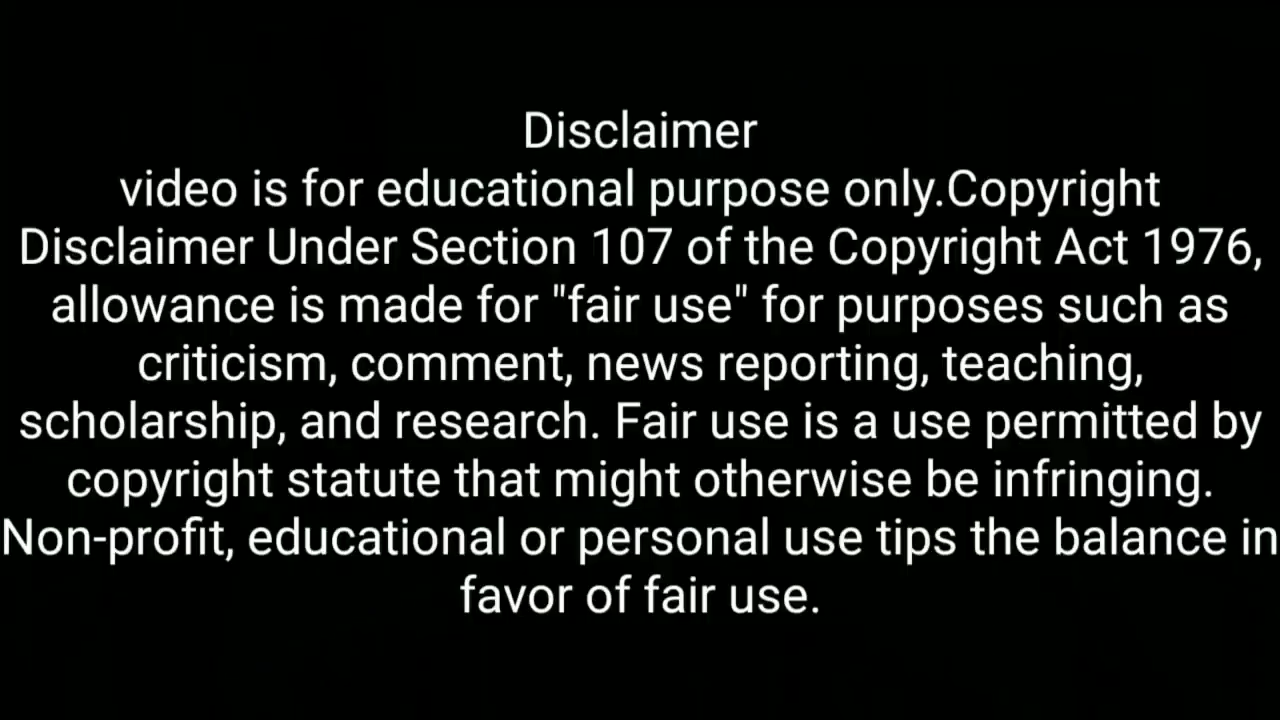 Disclaimer
video is for educational purpose only.Copyright
Disclaimer Under Section 107 of the Copyright Act 1976,
allowance is made for "fair use" for purposes such as
criticism, comment, news reporting, teaching,
scholarship, and research. Fair use is a use permitted by
copyright statute that might otherwise be infringing.
Non-profit, educational or personal use tips the balance in
favor of fair use.